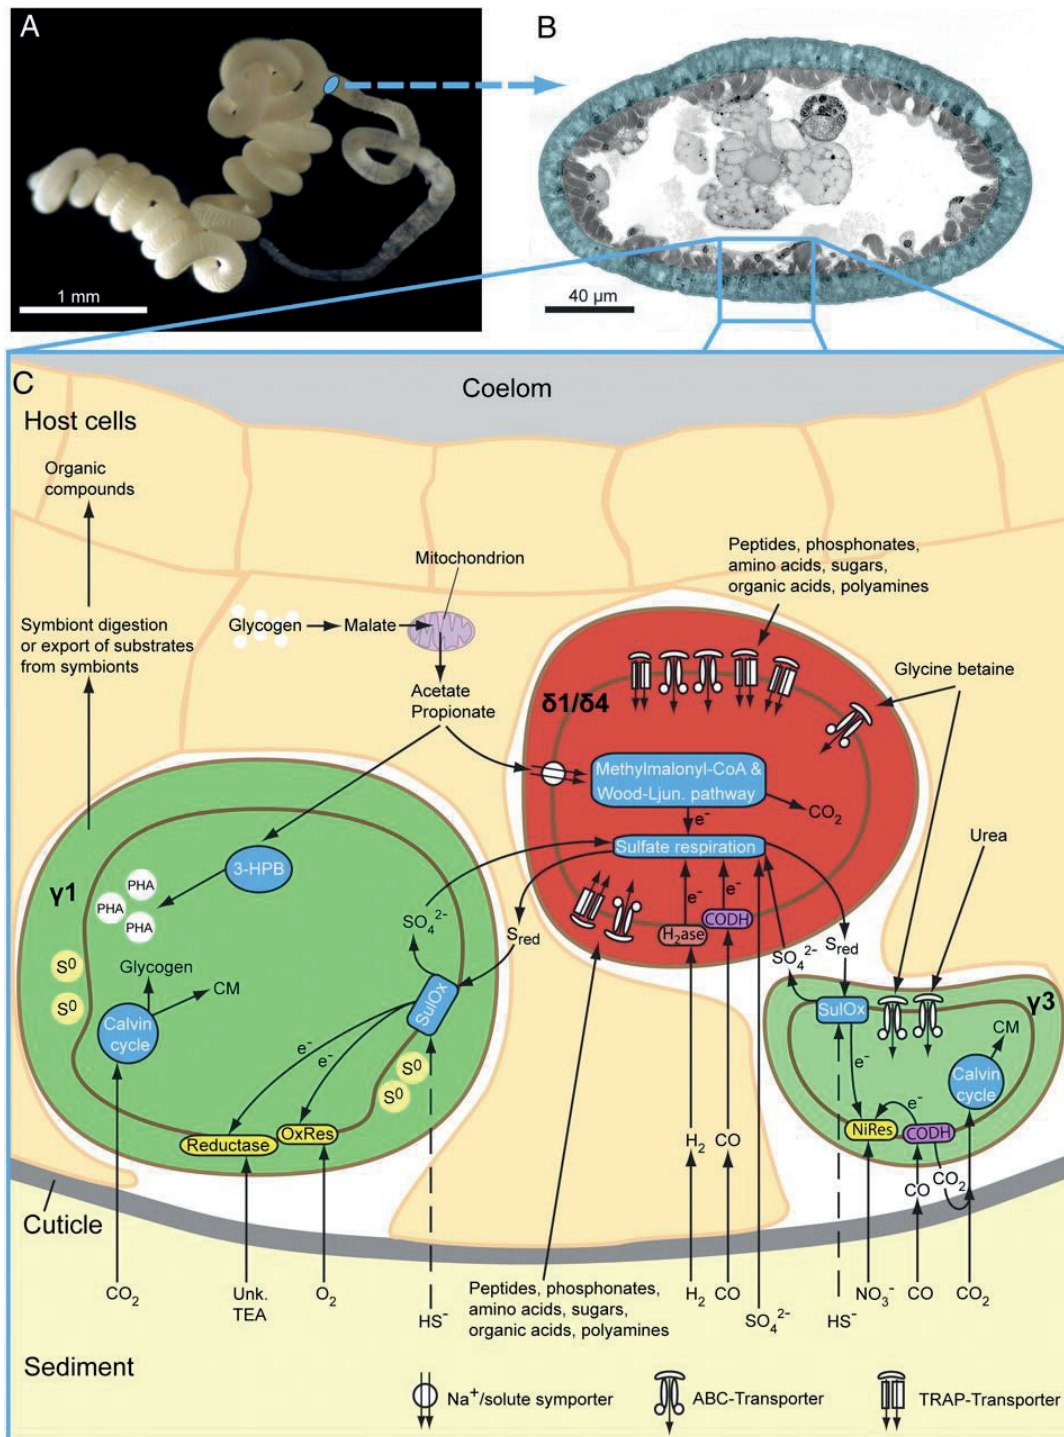 A
1 mm
B
40 µm
C
Coelom
Host cells
Organic
compounds
Symbiont digestion
or export of substrates
from symbionts
Mitochondrion
Glycogen
Malate
Acetate
Propionate
Peptides, phosphonates,
amino acids, sugars,
organic acids, polyamines
Glycine betaine
Urea
δ1/δ4
Methylmalonyl-CoA &
Wood-Ljun. pathway
CO₂
e⁻
Sulfate respiration
e⁻
e⁻
H₂ase
CODH
γ1
3-HPB
PHA
PHA
PHA
S⁰
S⁰
Glycogen
CM
Calvin
cycle
SO₄²⁻
Sred
SulOx
e⁻
e⁻
S⁰
S⁰
Reductase
OxRes
Sred
SO₄²⁻
γ3
SulOx
CM
e⁻
Calvin
cycle
e⁻
NiRes
CODH
H₂
CO
CO
CO₂
Cuticle
CO₂
Unk.
TEA
O₂
HS⁻
Peptides, phosphonates,
amino acids, sugars,
organic acids, polyamines
H₂
CO
SO₄²⁻
HS⁻
NO₃⁻
CO
CO₂
Sediment
Na⁺/solute symporter
ABC-Transporter
TRAP-Transporter